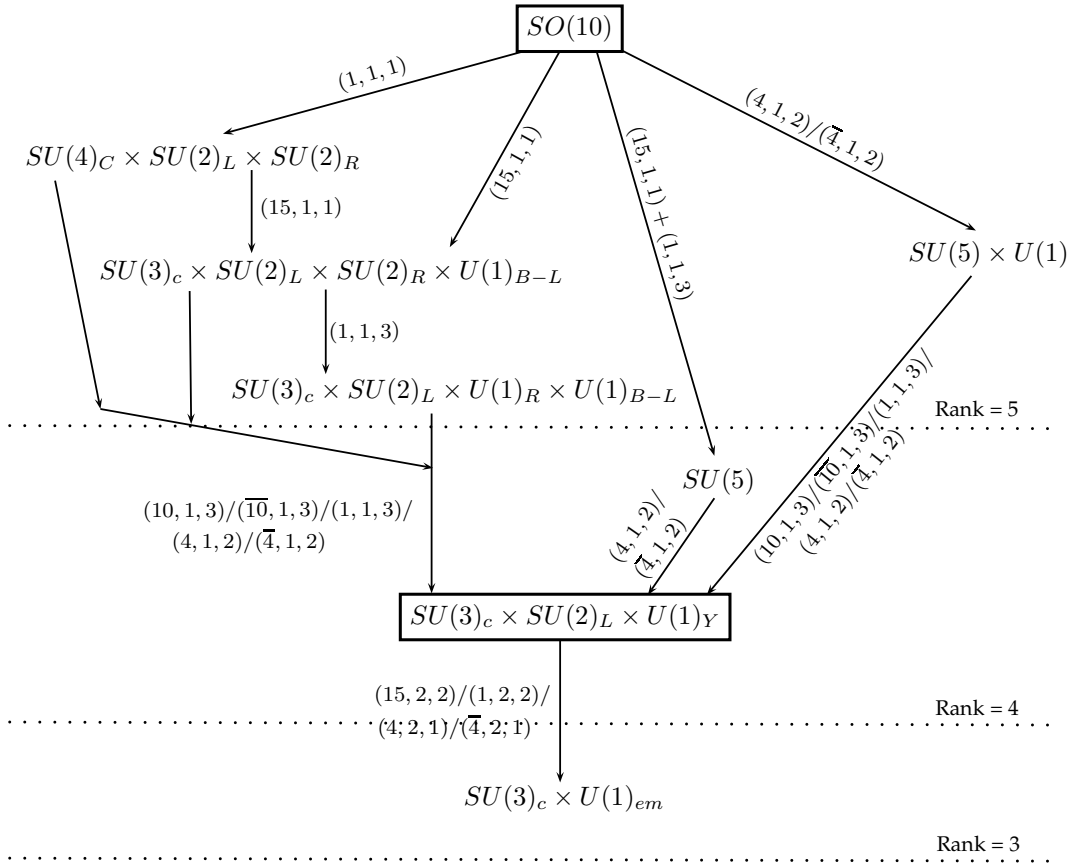 SO(10)
(1, 1, 1)
(4, 1, 2)/(4̅, 1, 2)
(15, 1, 1)
(15, 1, 1) + (1, 1, 3)
SU(4)_C × SU(2)_L × SU(2)_R
(15, 1, 1)
SU(5) × U(1)
SU(3)_c × SU(2)_L × SU(2)_R × U(1)_{B−L}
(1, 1, 3)
SU(3)_c × SU(2)_L × U(1)_R × U(1)_{B−L}
Rank = 5
SU(5)
(10, 1, 3)/(1̅0̅, 1, 3)/(1, 1, 3)/
(4, 1, 2)/(4̅, 1, 2)
(4, 1, 2)/
(4̅, 1, 2)
(10, 1, 3)/(1̅0̅, 1, 3)/(1, 1, 3)/
(4, 1, 2)/(4̅, 1, 2)
SU(3)_c × SU(2)_L × U(1)_Y
(15, 2, 2)/(1, 2, 2)/
(4, 2, 1)/(4̅, 2, 1)
Rank = 4
SU(3)_c × U(1)_{em}
Rank = 3